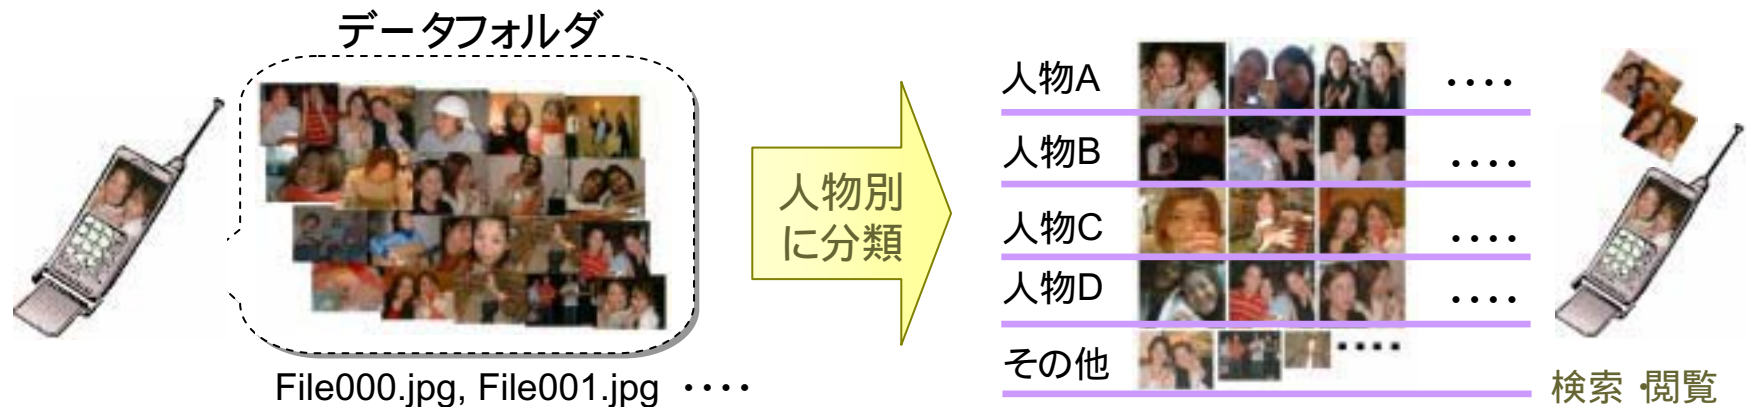 データフォルダ
File000.jpg, File001.jpg ････
人物別
に分類
人物A ････
人物B ････
人物C ････
人物D ････
その他 ････
検索・閲覧